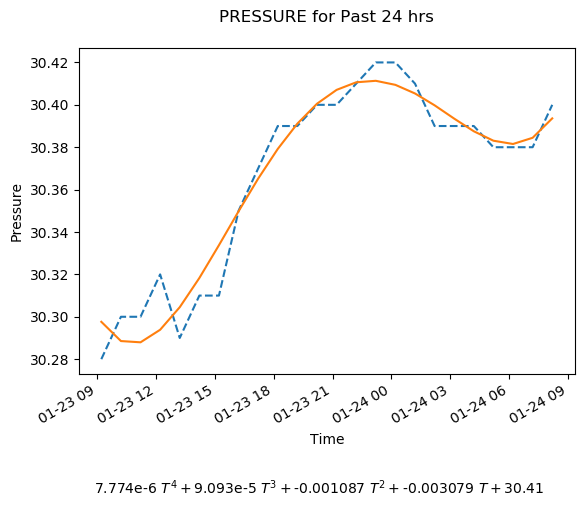 PRESSURE for Past 24 hrs
30.42
30.40
30.38
30.36
30.34
30.32
30.30
30.28
Pressure
01-23 09 01-23 12 01-23 15 01-23 18 01-23 21 01-24 00 01-24 03 01-24 06 01-24 09
Time
7.774e-6 T⁴ + 9.093e-5 T³ + -0.001087 T² + -0.003079 T + 30.41